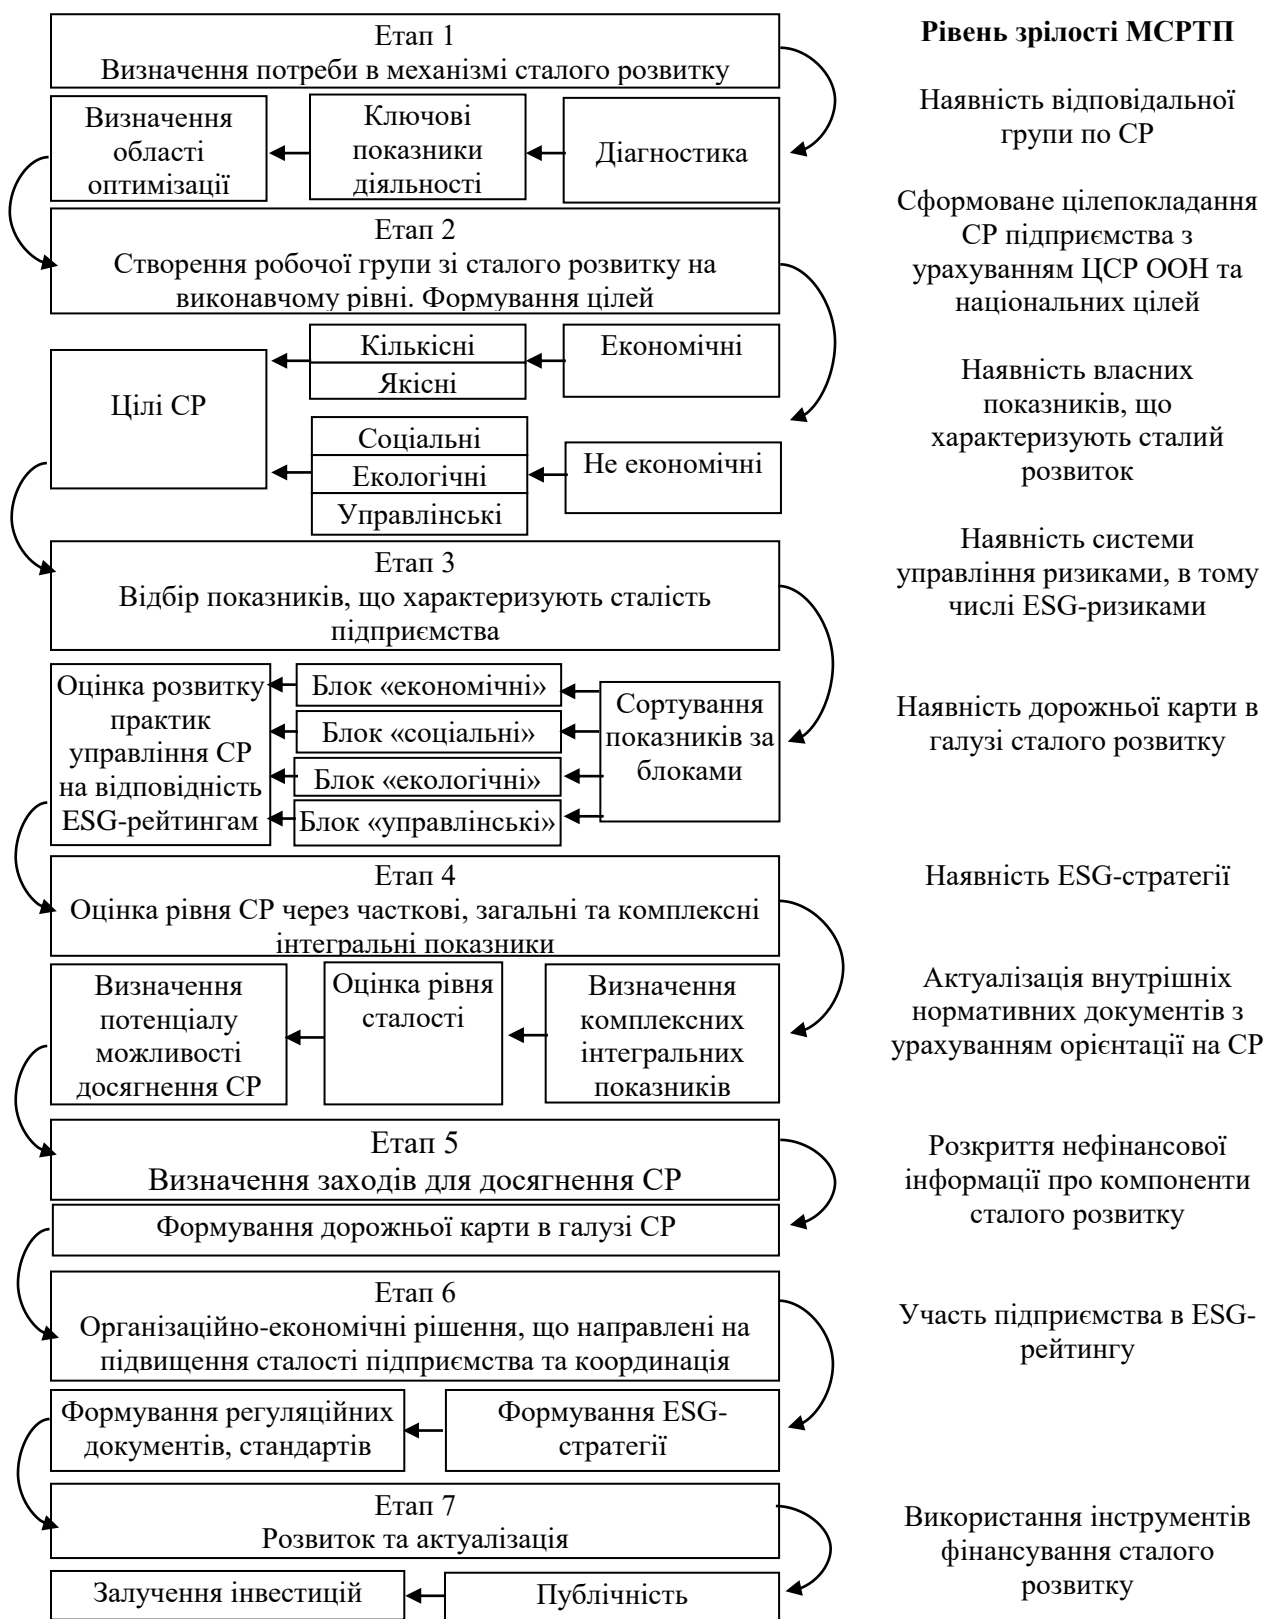 Етап 1
Визначення потреби в механізмі сталого розвитку
Визначення
області
оптимізації
Ключові
показники
діяльності
Діагностика
Етап 2
Створення робочої групи зі сталого розвитку на
виконавчому рівні. Формування цілей
Цілі СР
Кількісні
Якісні
Економічні
Соціальні
Екологічні
Управлінські
Не економічні
Етап 3
Відбір показників, що характеризують сталість
підприємства
Оцінка розвитку
практик
управління СР
на відповідність
ESG-рейтингам
Блок «економічні»
Блок «соціальні»
Блок «екологічні»
Блок «управлінські»
Сортування
показників за
блоками
Етап 4
Оцінка рівня СР через часткові, загальні та комплексні
інтегральні показники
Визначення
потенціалу
можливості
досягнення СР
Оцінка рівня
сталості
Визначення
комплексних
інтегральних
показників
Етап 5
Визначення заходів для досягнення СР
Формування дорожньої карти в галузі СР
Етап 6
Організаційно-економічні рішення, що направлені на
підвищення сталості підприємства та координація
Формування регуляційних
документів, стандартів
Формування ESG-
стратегії
Етап 7
Розвиток та актуалізація
Залучення інвестицій
Публічність
Рівень зрілості МСРТП
Наявність відповідальної
групи по СР
Сформоване цілепокладання
СР підприємства з
урахуванням ЦСР ООН та
національних цілей
Наявність власних
показників, що
характеризують сталий
розвиток
Наявність системи
управління ризиками, в тому
числі ESG-ризиками
Наявність дорожньої карти в
галузі сталого розвитку
Наявність ESG-стратегії
Актуалізація внутрішніх
нормативних документів з
урахуванням орієнтації на СР
Розкриття нефінансової
інформації про компоненти
сталого розвитку
Участь підприємства в ESG-
рейтингу
Використання інструментів
фінансування сталого
розвитку